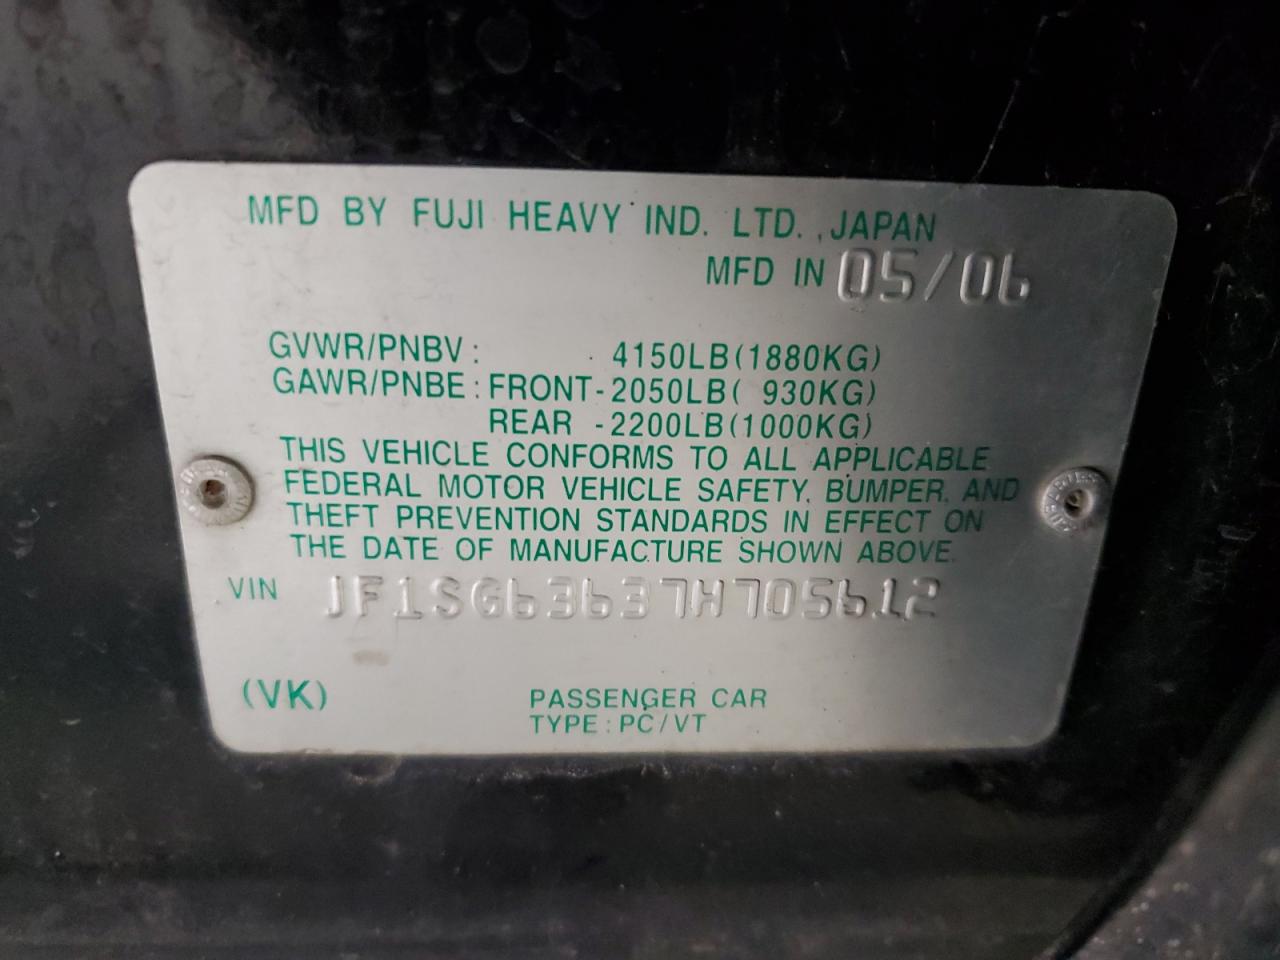 MFD BY FUJI HEAVY IND. LTD. ,JAPAN
MFD IN 05/06
GVWR/PNBV : 4150LB(1880KG)
GAWR/PNBE : FRONT-2050LB( 930KG)
REAR -2200LB(1000KG)
THIS VEHICLE CONFORMS TO ALL APPLICABLE
FEDERAL MOTOR VEHICLE SAFETY, BUMPER, AND
THEFT PREVENTION STANDARDS IN EFFECT ON
THE DATE OF MANUFACTURE SHOWN ABOVE.
VIN JF1SG63637H705612
(VK)
PASSENGER CAR
TYPE : PC/VT